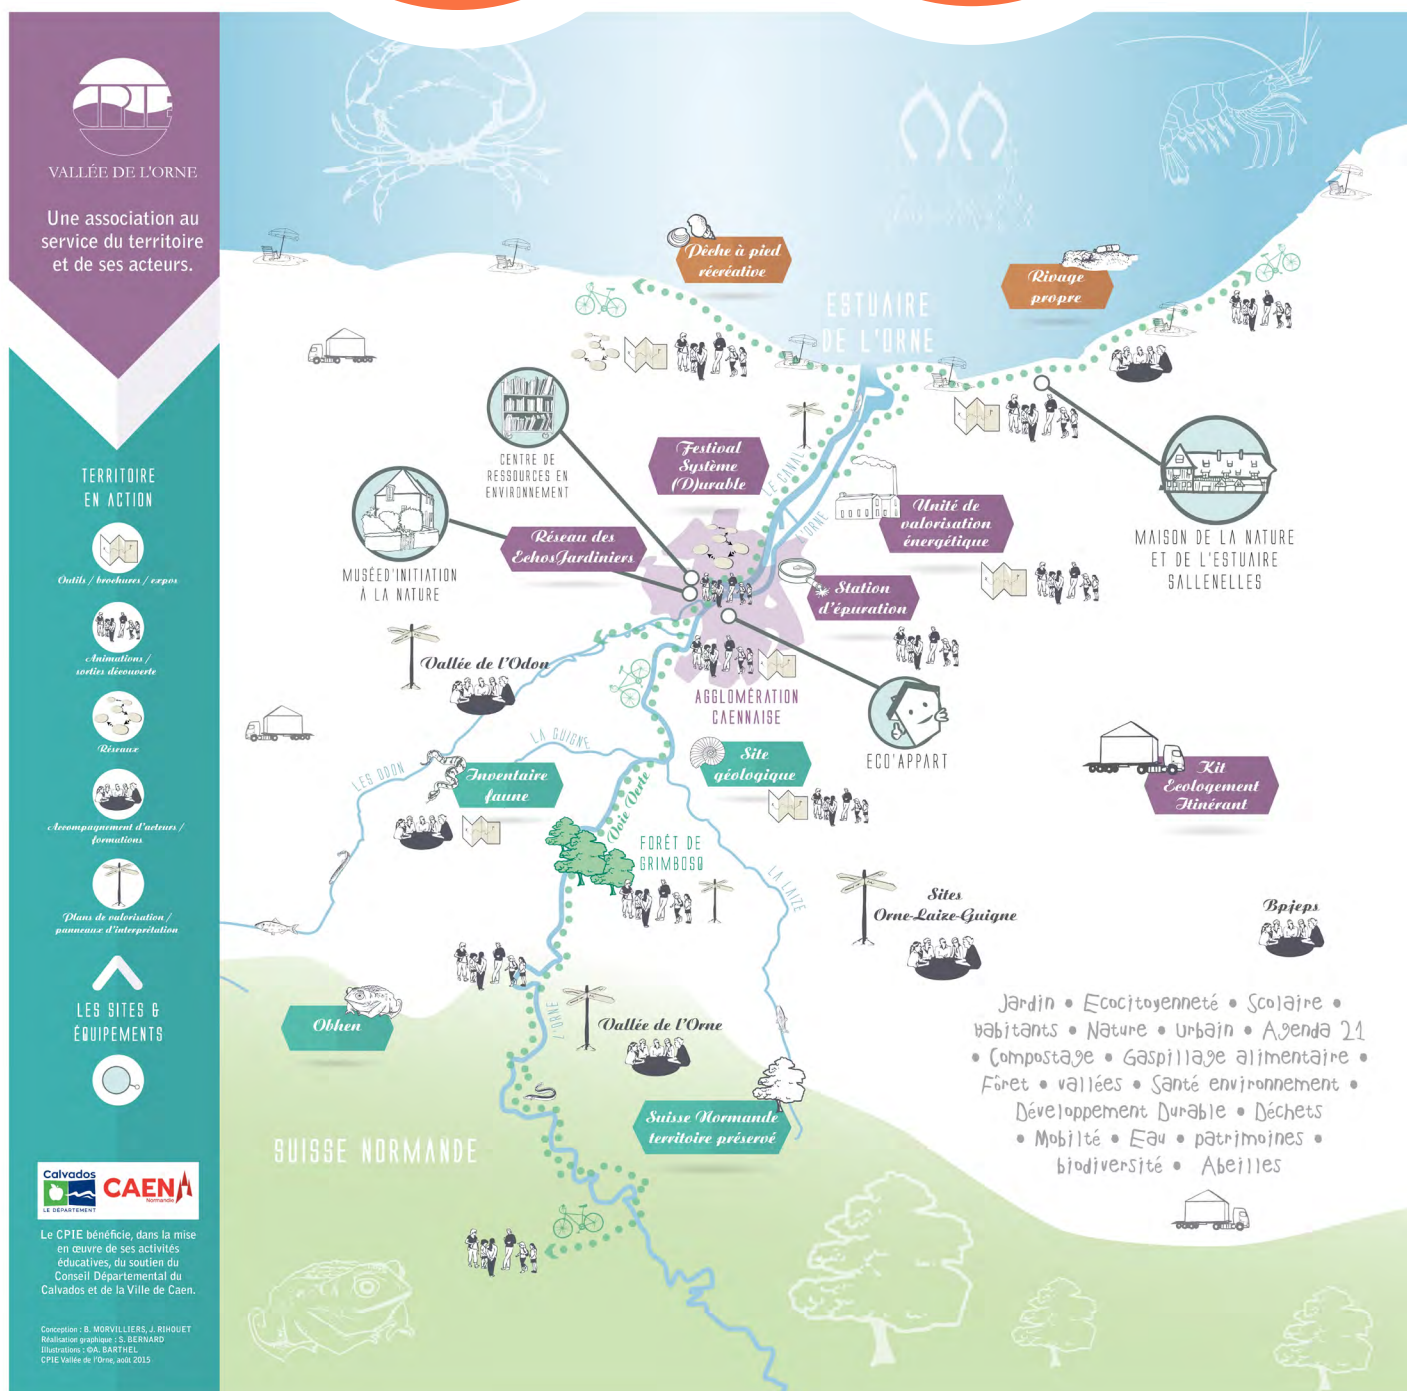 CPIE
VALLÉE DE L'ORNE
Une association au
service du territoire
et de ses acteurs.
TERRITOIRE
EN ACTION
Outils / brochures / expos
Animations /
sorties découverte
Réseaux
Accompagnement d'acteurs /
formations
Plans de valorisation /
panneaux d'interprétation
LES SITES &
ÉQUIPEMENTS
Calvados
LE DÉPARTEMENT
CAEN
Normandie
Le CPIE bénéficie, dans la mise
en œuvre de ses activités
éducatives, du soutien du
Conseil Départemental du
Calvados et de la Ville de Caen.
Conception : B. MORVILLIERS, J. RIHOUET
Réalisation graphique : S. BERNARD
Illustrations : ©A. BARTHEL
CPIE Vallée de l'Orne, août 2015
Pêche à pied
récréative
Rivage
propre
ESTUAIRE
DE L'ORNE
CENTRE DE
RESSOURCES EN
ENVIRONNEMENT
Festival
Système
(D)urable
LE CANAL
L'ORNE
Unité de
valorisation
énergétique
MAISON DE LA NATURE
ET DE L'ESTUAIRE
SALLENELLES
Réseau des
EchosJardiniers
MUSÉE D'INITIATION
À LA NATURE
Station
d'épuration
Vallée de l'Odon
AGGLOMÉRATION
CAENNAISE
ECO'APPART
LA GUIGNE
LES ODON
Inventaire
faune
Site
géologique
Voie Verte
Kit
Ecologement
Itinérant
FORÊT DE
GRIMBOSQ
LA LAIZE
Sites
Orne-Laize-Guigne
Bpjeps
Obhen
L'ORNE
Vallée de l'Orne
Suisse Normande
territoire préservé
SUISSE NORMANDE
Jardin • Ecocitoyenneté • Scolaire •
habitants • Nature • Urbain • Agenda 21
• Compostage • Gaspillage alimentaire •
Fôret • vallées • Santé environnement •
Développement Durable • Déchets
• Mobilté • Eau • patrimoines •
biodiversité • Abeilles